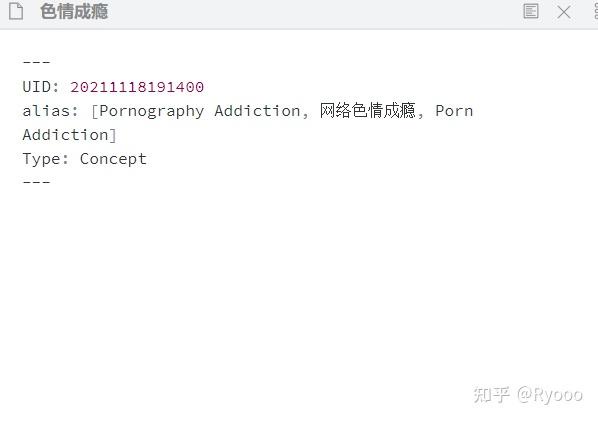 色情成瘾
---
UID: 20211118191400
alias: [Pornography Addiction, 网络色情成瘾, Porn
Addiction]
Type: Concept
---
知乎 @Ryooo